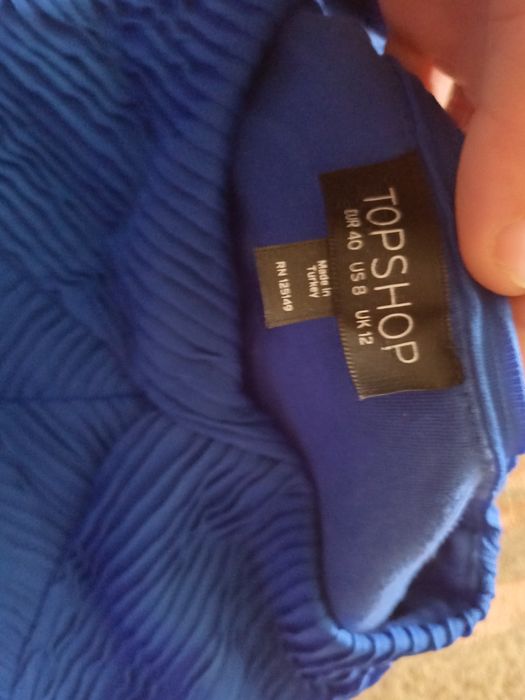 TOPSHOP
EUR 40 US 8 UK 12
Made in
Turkey
RN 125149